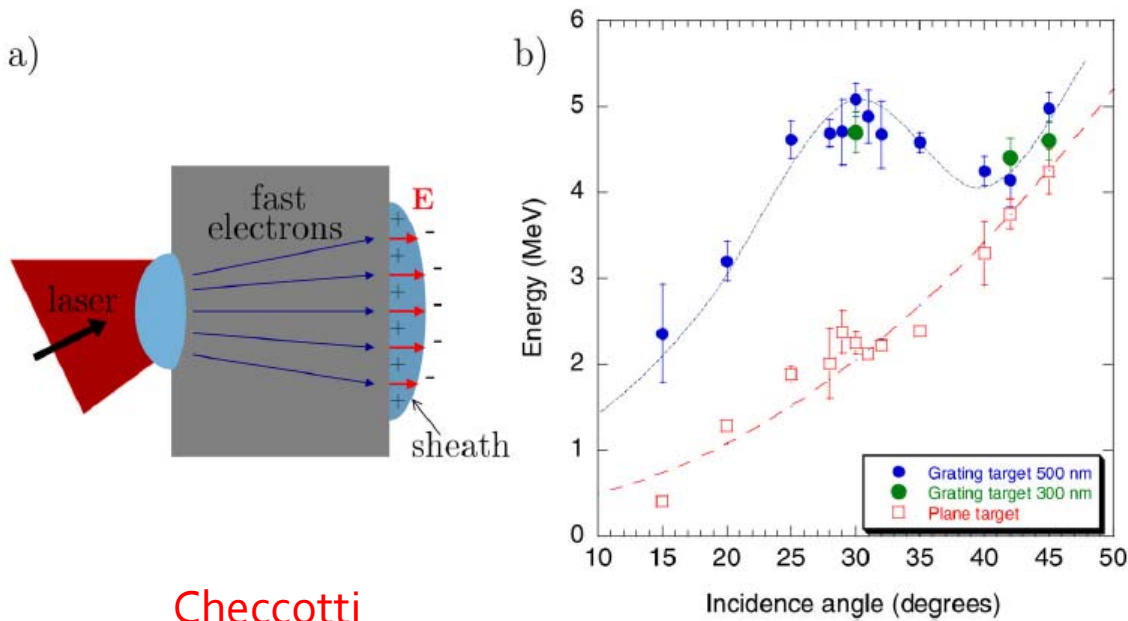 a)
fast
electrons
E
laser
+
+
+
+
+
+
-
-
-
-
-
sheath
Checcotti
b)
Energy (MeV)
6
5
4
3
2
1
0
10 15 20 25 30 35 40 45 50
Incidence angle (degrees)
Grating target 500 nm
Grating target 300 nm
Plane target